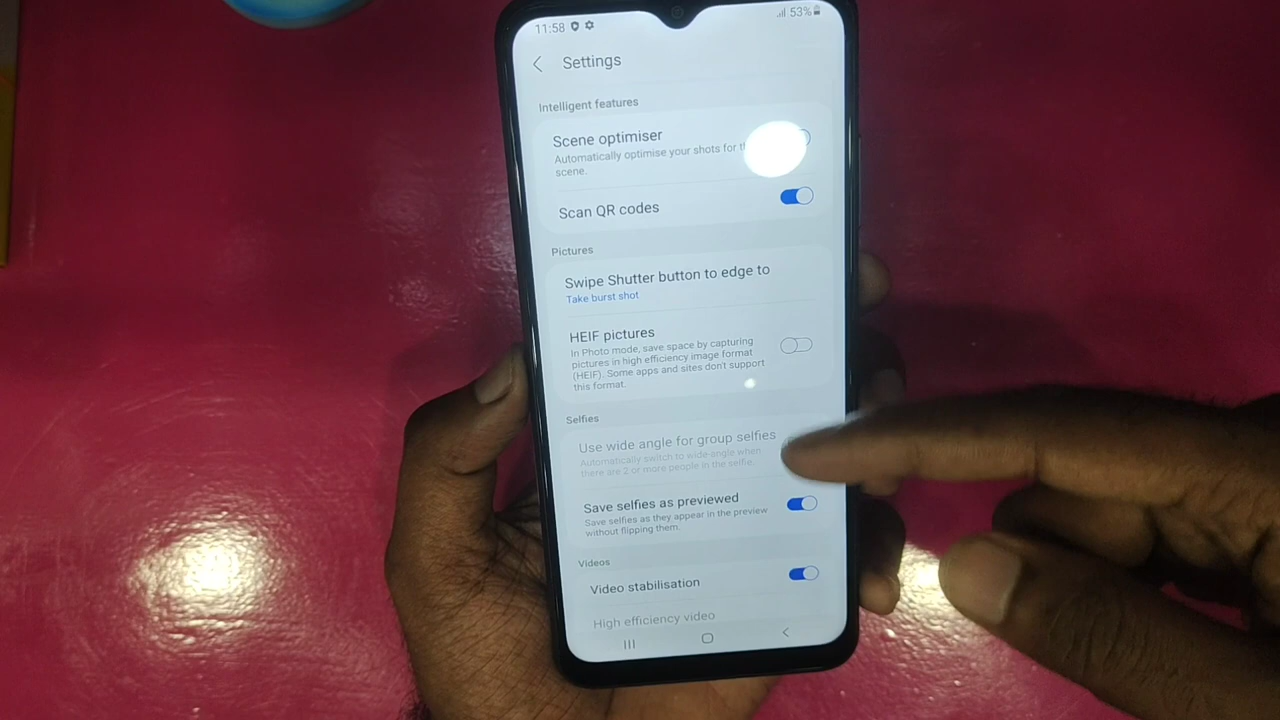 11:58
53%
Settings
Intelligent features
Scene optimiser
Automatically optimise your shots for
scene.
Scan QR codes
Pictures
Swipe Shutter button to edge to
Take burst shot
HEIF pictures
In Photo mode, save space by capturing
pictures in high efficiency image format
(HEIF). Some apps and sites don't support
this format.
Selfies
Use wide angle for group selfies
Automatically switch to wide-angle when
there are 2 or more people in the selfie.
Save selfies as previewed
Save selfies as they appear in the preview
without flipping them.
Videos
Video stabilisation
High efficiency video